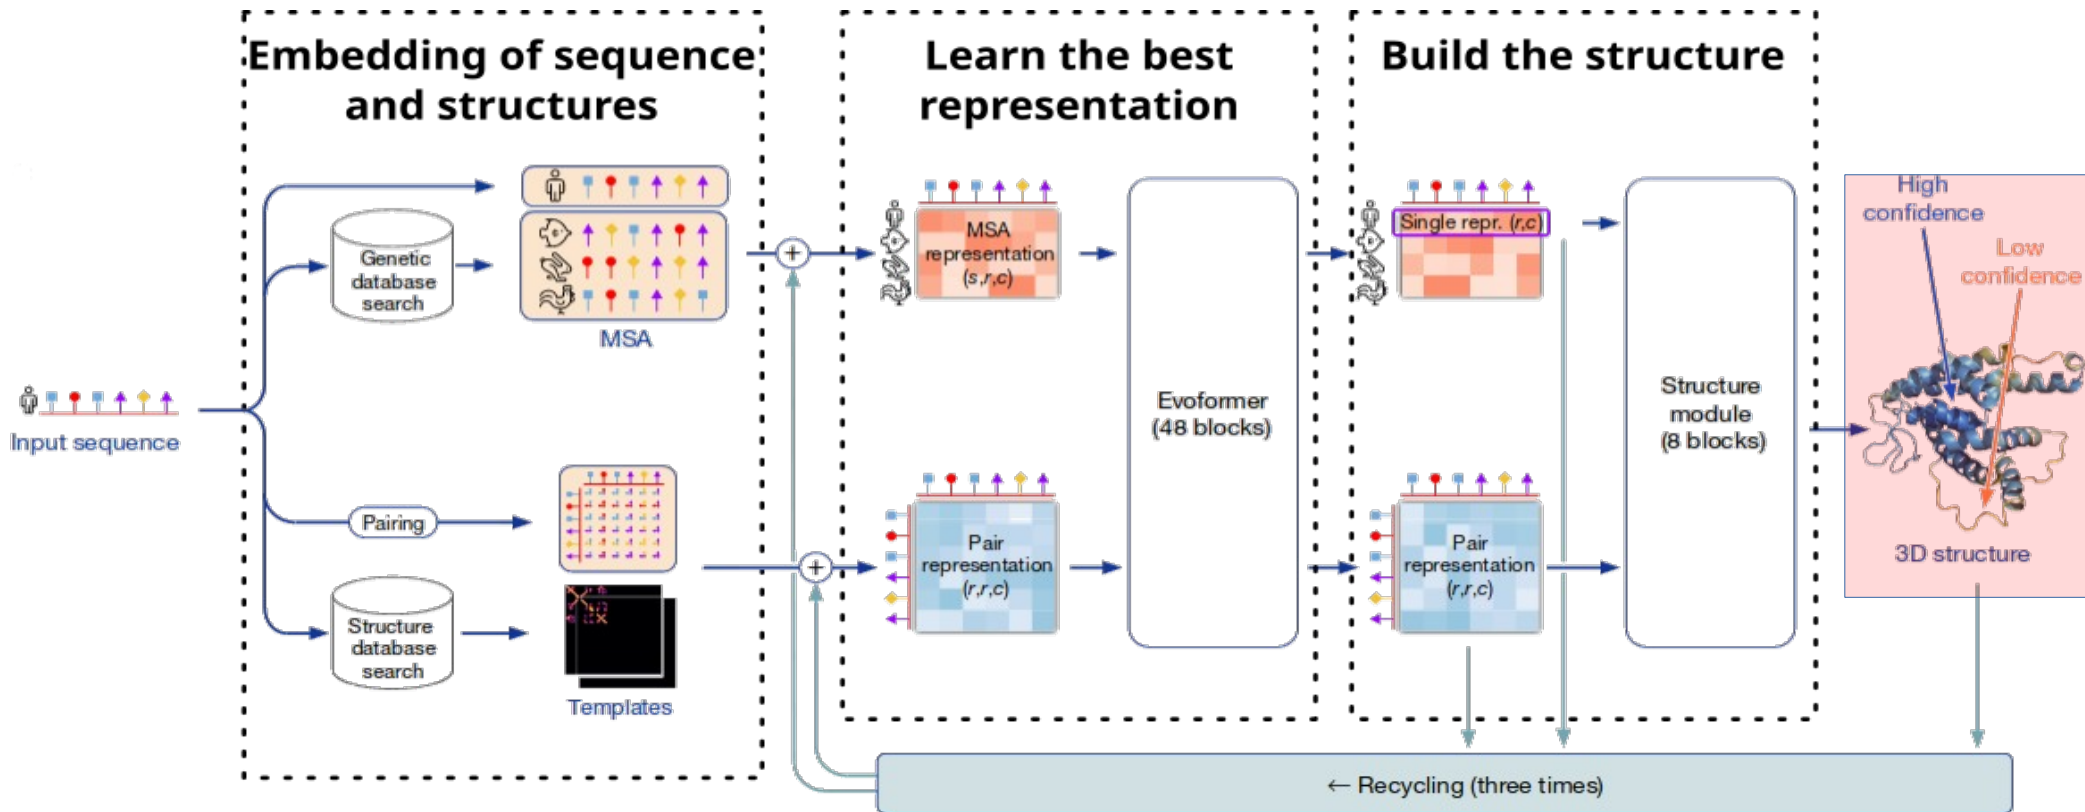 Embedding of sequence
and structures
Learn the best
representation
Build the structure
Genetic
database
search
MSA
Input sequence
Pairing
Structure
database
search
Templates
MSA
representation
(s,r,c)
Pair
representation
(r,r,c)
Evoformer
(48 blocks)
Single repr. (r,c)
Pair
representation
(r,r,c)
Structure
module
(8 blocks)
High
confidence
Low
confidence
3D structure
← Recycling (three times)